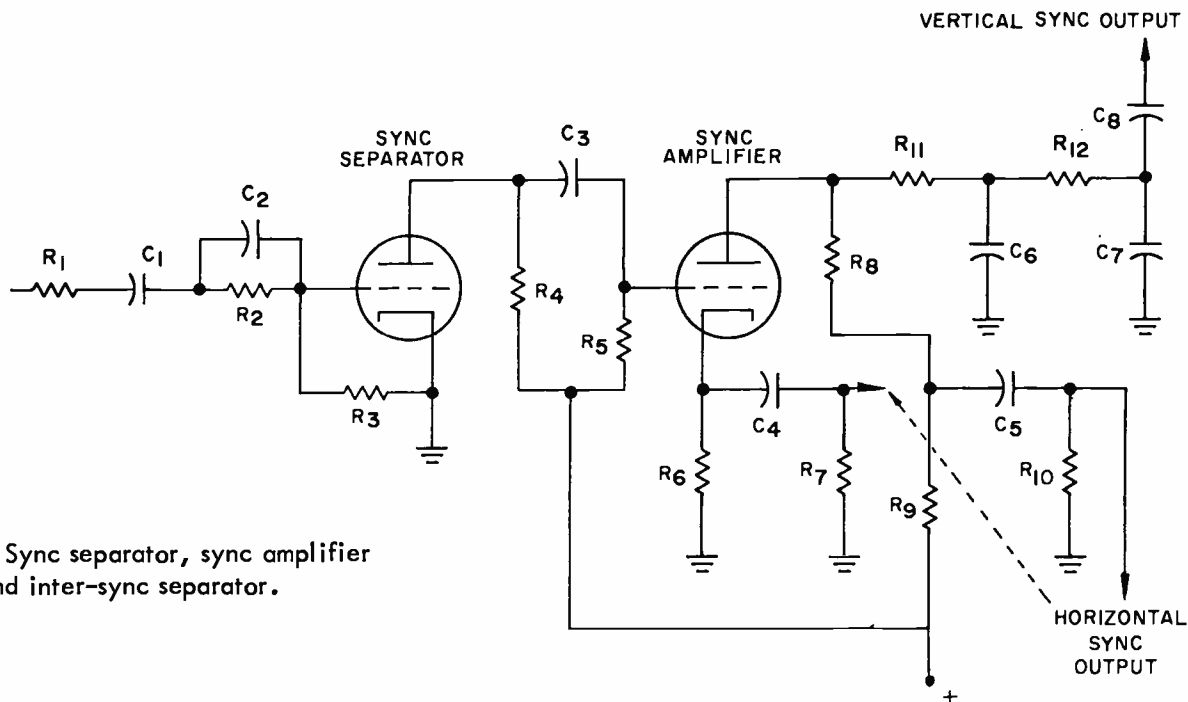 VERTICAL SYNC OUTPUT
C8
SYNC
SEPARATOR
C3
SYNC
AMPLIFIER
R11
R12
C2
R1
C1
R2
R4
R8
C6
C7
R5
R3
C4
C5
R6
R7
R10
R9
Sync separator, sync amplifier
nd inter-sync separator.
HORIZONTAL
SYNC
OUTPUT
+